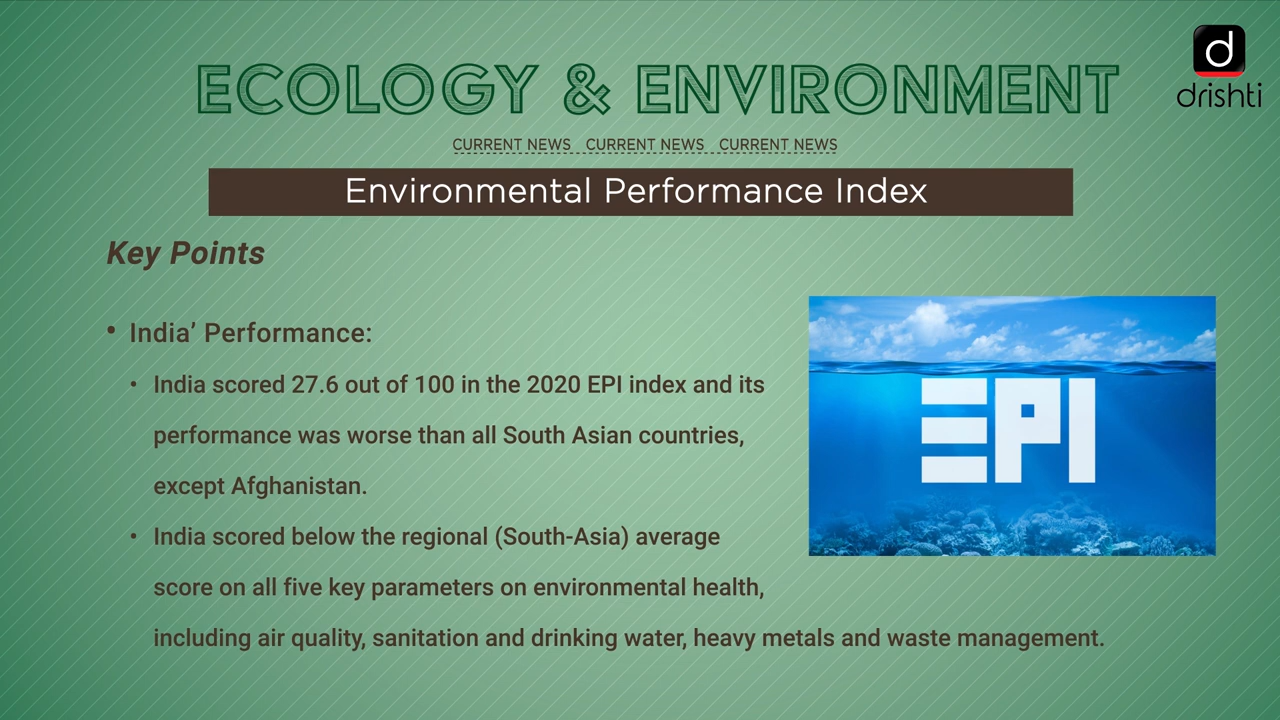 ECOLOGY & ENVIRONMENT
d
drishti
CURRENT NEWS CURRENT NEWS CURRENT NEWS
Environmental Performance Index
Key Points
• India’ Performance:
• India scored 27.6 out of 100 in the 2020 EPI index and its
performance was worse than all South Asian countries,
except Afghanistan.
• India scored below the regional (South-Asia) average
score on all five key parameters on environmental health,
including air quality, sanitation and drinking water, heavy metals and waste management.
EPI